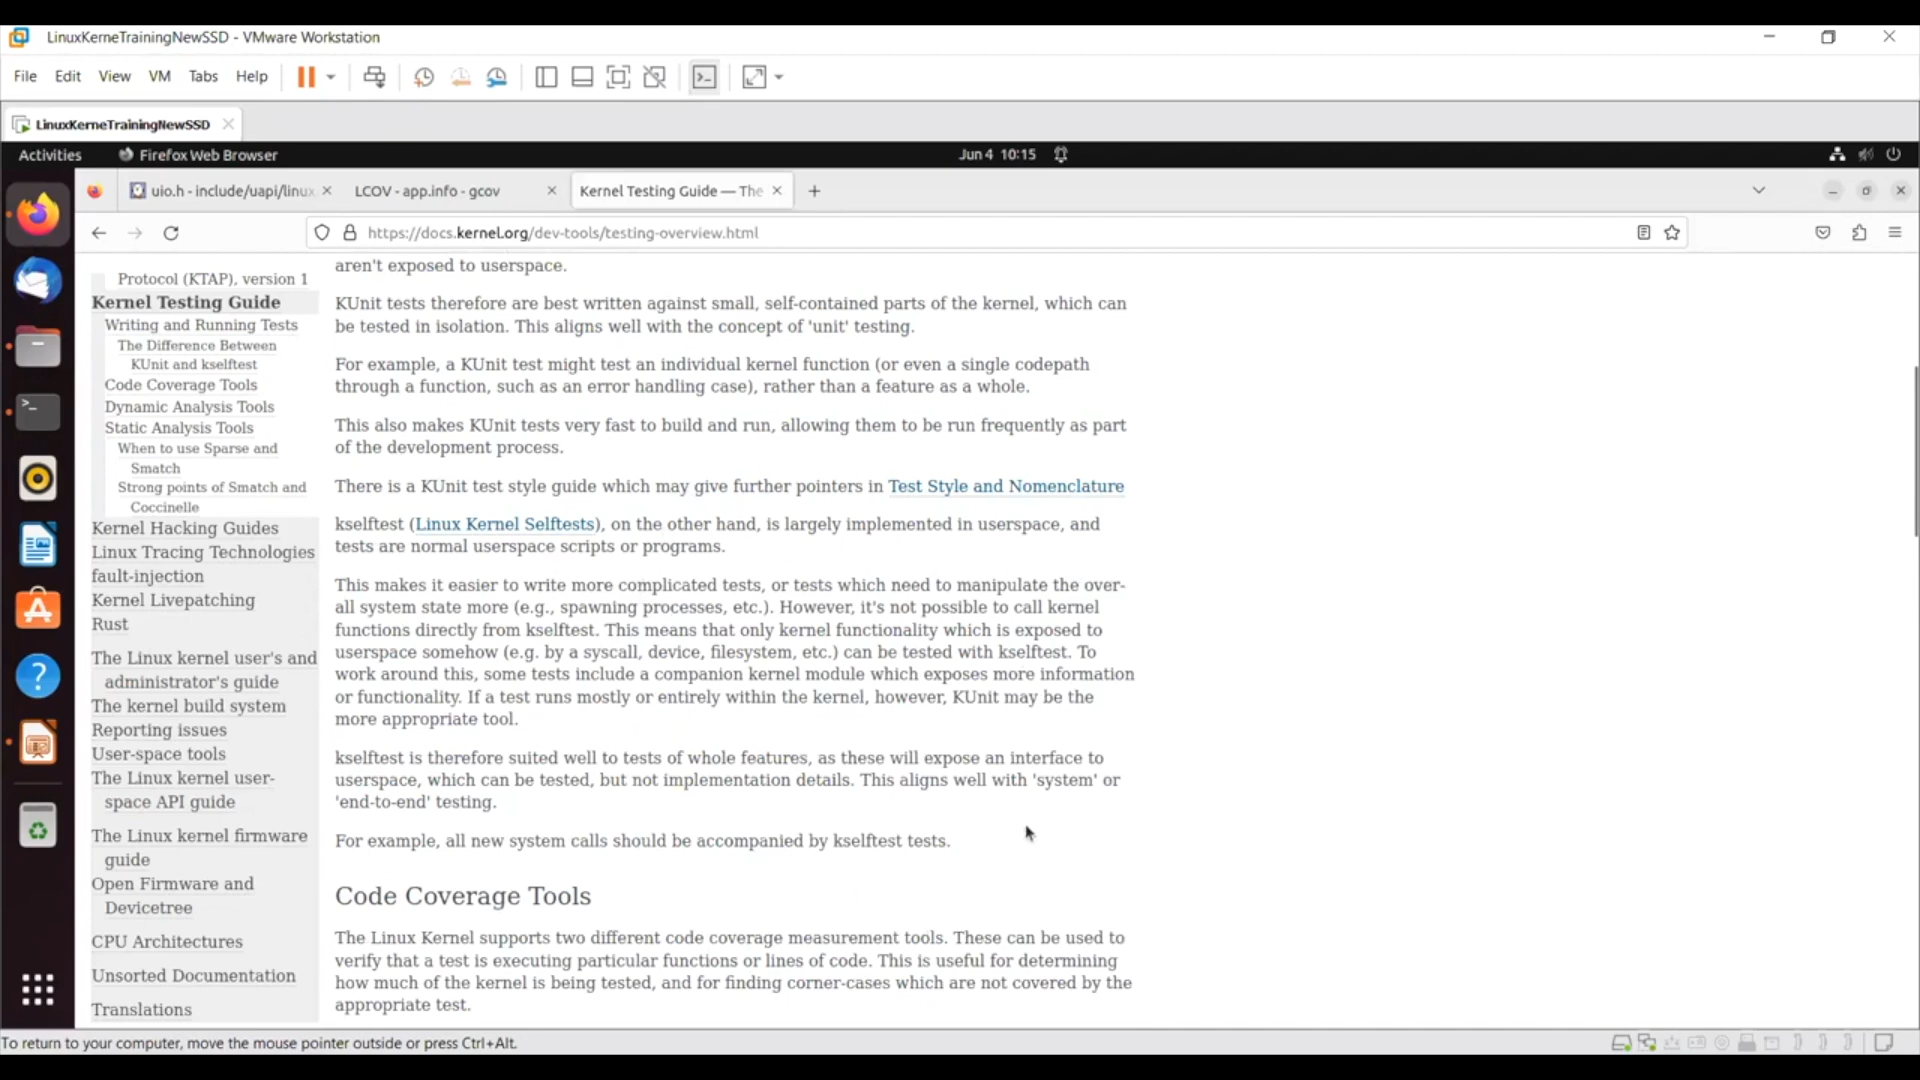 LinuxKerneTrainingNewSSD - VMware Workstation
File Edit View VM Tabs Help
LinuxKerneTrainingNewSSD
Activities Firefox Web Browser Jun 4 10:15
uio.h - include/uapi/linux LCOV - app.info - gcov Kernel Testing Guide — The
https://docs.kernel.org/dev-tools/testing-overview.html
Protocol (KTAP), version 1
Kernel Testing Guide
Writing and Running Tests
The Difference Between
KUnit and kselftest
Code Coverage Tools
Dynamic Analysis Tools
Static Analysis Tools
When to use Sparse and
Smatch
Strong points of Smatch and
Coccinelle
Kernel Hacking Guides
Linux Tracing Technologies
fault-injection
Kernel Livepatching
Rust
The Linux kernel user's and
administrator's guide
The kernel build system
Reporting issues
User-space tools
The Linux kernel user-
space API guide
The Linux kernel firmware
guide
Open Firmware and
Devicetree
CPU Architectures
Unsorted Documentation
Translations
aren't exposed to userspace.
KUnit tests therefore are best written against small, self-contained parts of the kernel, which can
be tested in isolation. This aligns well with the concept of 'unit' testing.
For example, a KUnit test might test an individual kernel function (or even a single codepath
through a function, such as an error handling case), rather than a feature as a whole.
This also makes KUnit tests very fast to build and run, allowing them to be run frequently as part
of the development process.
There is a KUnit test style guide which may give further pointers in Test Style and Nomenclature
kselftest (Linux Kernel Selftests), on the other hand, is largely implemented in userspace, and
tests are normal userspace scripts or programs.
This makes it easier to write more complicated tests, or tests which need to manipulate the over-
all system state more (e.g., spawning processes, etc.). However, it's not possible to call kernel
functions directly from kselftest. This means that only kernel functionality which is exposed to
userspace somehow (e.g. by a syscall, device, filesystem, etc.) can be tested with kselftest. To
work around this, some tests include a companion kernel module which exposes more information
or functionality. If a test runs mostly or entirely within the kernel, however, KUnit may be the
more appropriate tool.
kselftest is therefore suited well to tests of whole features, as these will expose an interface to
userspace, which can be tested, but not implementation details. This aligns well with 'system' or
'end-to-end' testing.
For example, all new system calls should be accompanied by kselftest tests.
Code Coverage Tools
The Linux Kernel supports two different code coverage measurement tools. These can be used to
verify that a test is executing particular functions or lines of code. This is useful for determining
how much of the kernel is being tested, and for finding corner-cases which are not covered by the
appropriate test.
To return to your computer, move the mouse pointer outside or press Ctrl+Alt.